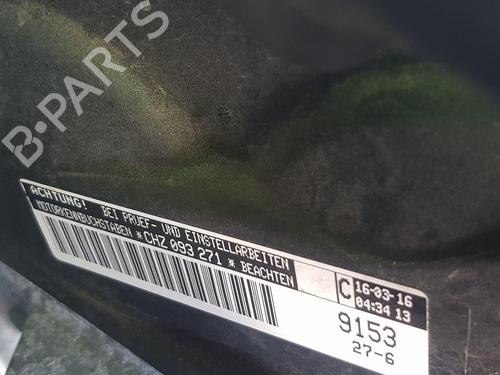 B-PARTS
ACHTUNG! BEI PRUEF- UND EINSTELLARBEITEN
MOTORKENNBUCHSTABEN *CHZ 093 271* BEACHTEN
C 16-03-16
04:34 13
9153
27-6